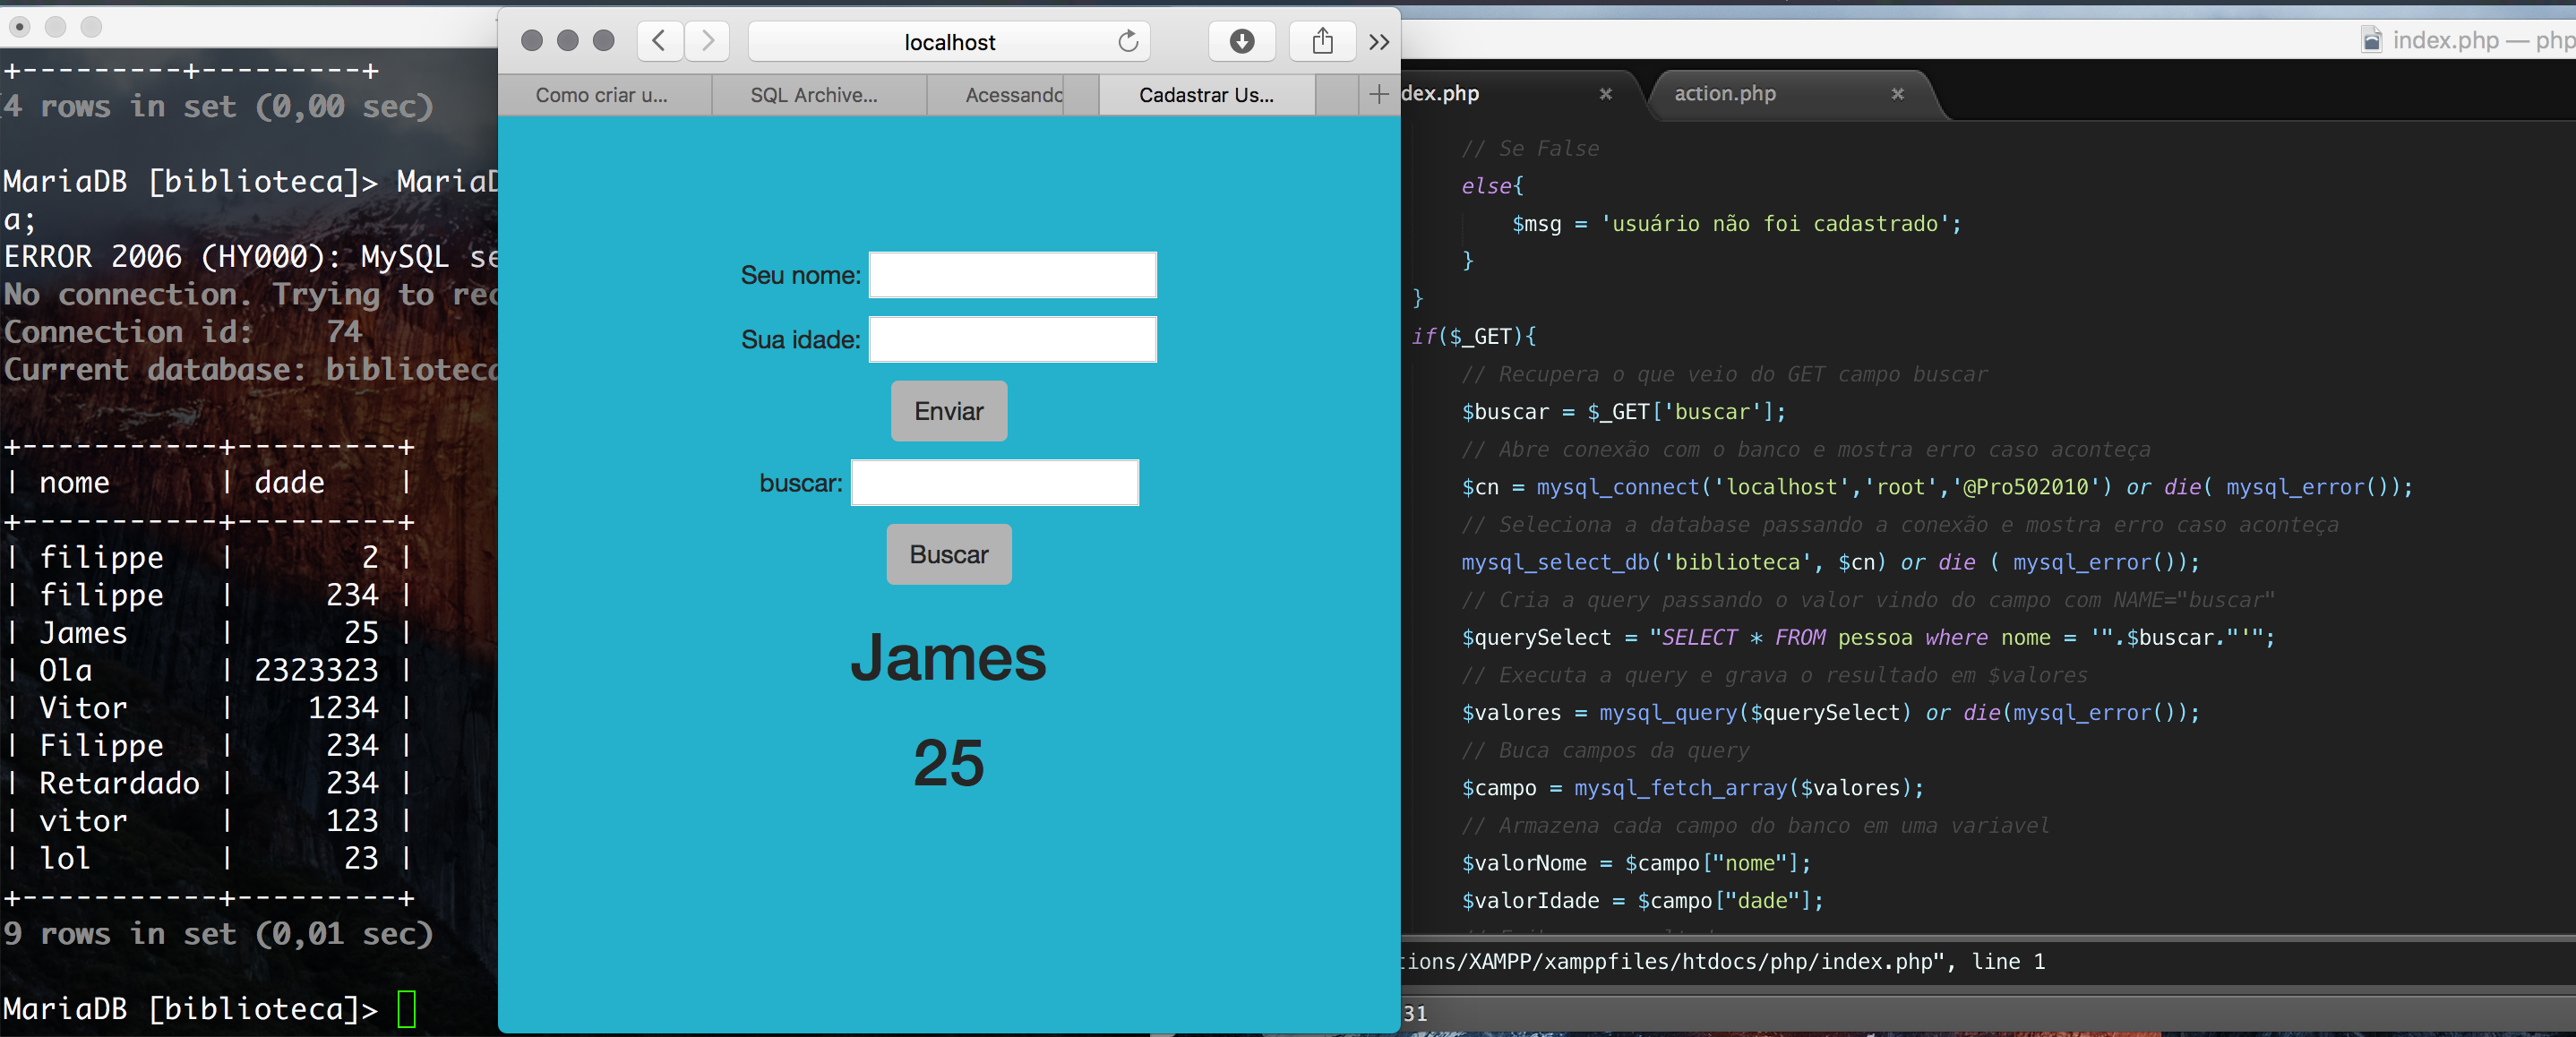 +---------+---------+
4 rows in set (0,00 sec)
MariaDB [biblioteca]> Maria
a;
ERROR 2006 (HY000): MySQL
No connection. Trying to
Connection id:    74
Current database: biblioteca
+-----------+---------+
| nome      | dade    |
+-----------+---------+
| filippe   |       2 |
| filippe   |     234 |
| James     |      25 |
| Ola       | 2323323 |
| Vitor     |    1234 |
| Filippe   |     234 |
| Retardado |     234 |
| vitor     |     123 |
| lol       |      23 |
+-----------+---------+
9 rows in set (0,01 sec)
MariaDB [biblioteca]>
localhost
Como criar u...
SQL Archive...
Acessando
Cadastrar Us...
Seu nome:
Sua idade:
Enviar
buscar:
Buscar
James
25
index.php — php
dex.php
action.php
// Se False
else{
$msg = 'usuário não foi cadastrado';
}
}
if($_GET){
// Recupera o que veio do GET campo buscar
$buscar = $_GET['buscar'];
// Abre conexão com o banco e mostra erro caso aconteça
$cn = mysql_connect('localhost','root','@Pro502010') or die( mysql_error());
// Seleciona a database passando a conexão e mostra erro caso aconteça
mysql_select_db('biblioteca', $cn) or die ( mysql_error());
// Cria a query passando o valor vindo do campo com NAME="buscar"
$querySelect = "SELECT * FROM pessoa where nome = '".$buscar."'";
// Executa a query e grava o resultado em $valores
$valores = mysql_query($querySelect) or die(mysql_error());
// Buca campos da query
$campo = mysql_fetch_array($valores);
// Armazena cada campo do banco em uma variavel
$valorNome = $campo["nome"];
$valorIdade = $campo["dade"];
tions/XAMPP/xamppfiles/htdocs/php/index.php", line 1
31